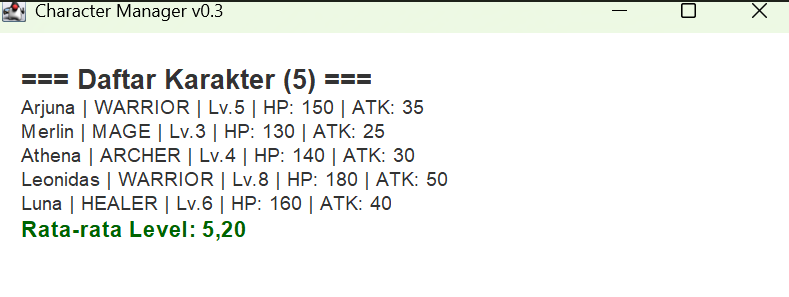 Character Manager v0.3
=== Daftar Karakter (5) ===
Arjuna | WARRIOR | Lv.5 | HP: 150 | ATK: 35
Merlin | MAGE | Lv.3 | HP: 130 | ATK: 25
Athena | ARCHER | Lv.4 | HP: 140 | ATK: 30
Leonidas | WARRIOR | Lv.8 | HP: 180 | ATK: 50
Luna | HEALER | Lv.6 | HP: 160 | ATK: 40
Rata-rata Level: 5,20